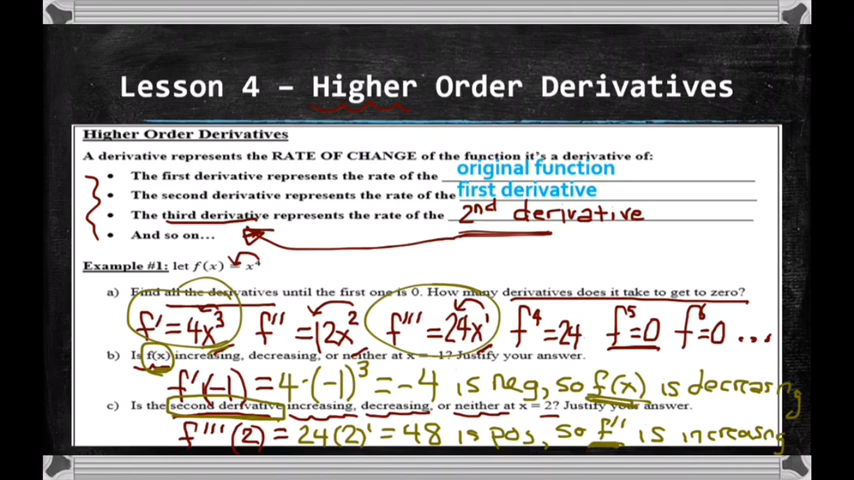 Lesson 4 – Higher Order Derivatives
Higher Order Derivatives
A derivative represents the RATE OF CHANGE of the function it's a derivative of:
• The first derivative represents the rate of the original function
• The second derivative represents the rate of the first derivative
• The third derivative represents the rate of the 2nd derivative
• And so on...
Example #1: let f(x) = x⁴
a) Find all the derivatives until the first one is 0. How many derivatives does it take to get to zero?
f' = 4x³ f'' = 12x² f''' = 24x¹ f⁴ = 24 f⁵ = 0 f⁶ = 0 ...
b) Is f(x) increasing, decreasing, or neither at x = −1? Justify your answer.
f'(−1) = 4·(−1)³ = −4 is neg, so f(x) is decreasing
c) Is the second derivative increasing, decreasing, or neither at x = 2? Justify your answer.
f'''(2) = 24(2)¹ = 48 is pos, so f'' is increasing